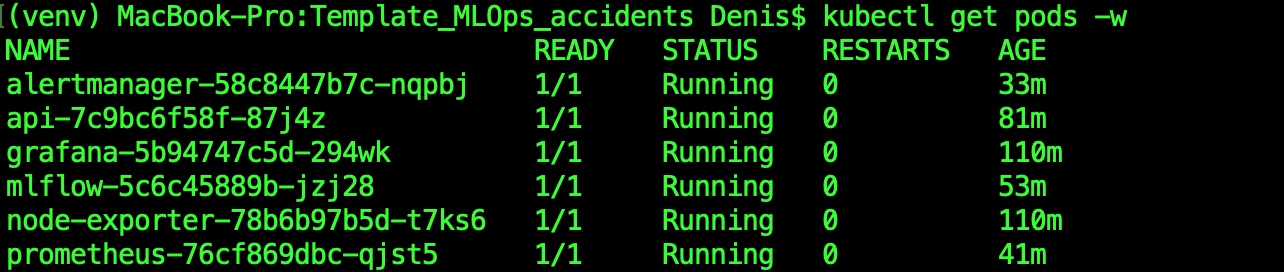 (venv) MacBook-Pro:Template_MLOps_accidents Denis$ kubectl get pods -w
NAME READY STATUS RESTARTS AGE
alertmanager-58c8447b7c-nqpbj 1/1 Running 0 33m
api-7c9bc6f58f-87j4z 1/1 Running 0 81m
grafana-5b94747c5d-294wk 1/1 Running 0 110m
mlflow-5c6c45889b-jzj28 1/1 Running 0 53m
node-exporter-78b6b97b5d-t7ks6 1/1 Running 0 110m
prometheus-76cf869dbc-qjst5 1/1 Running 0 41m